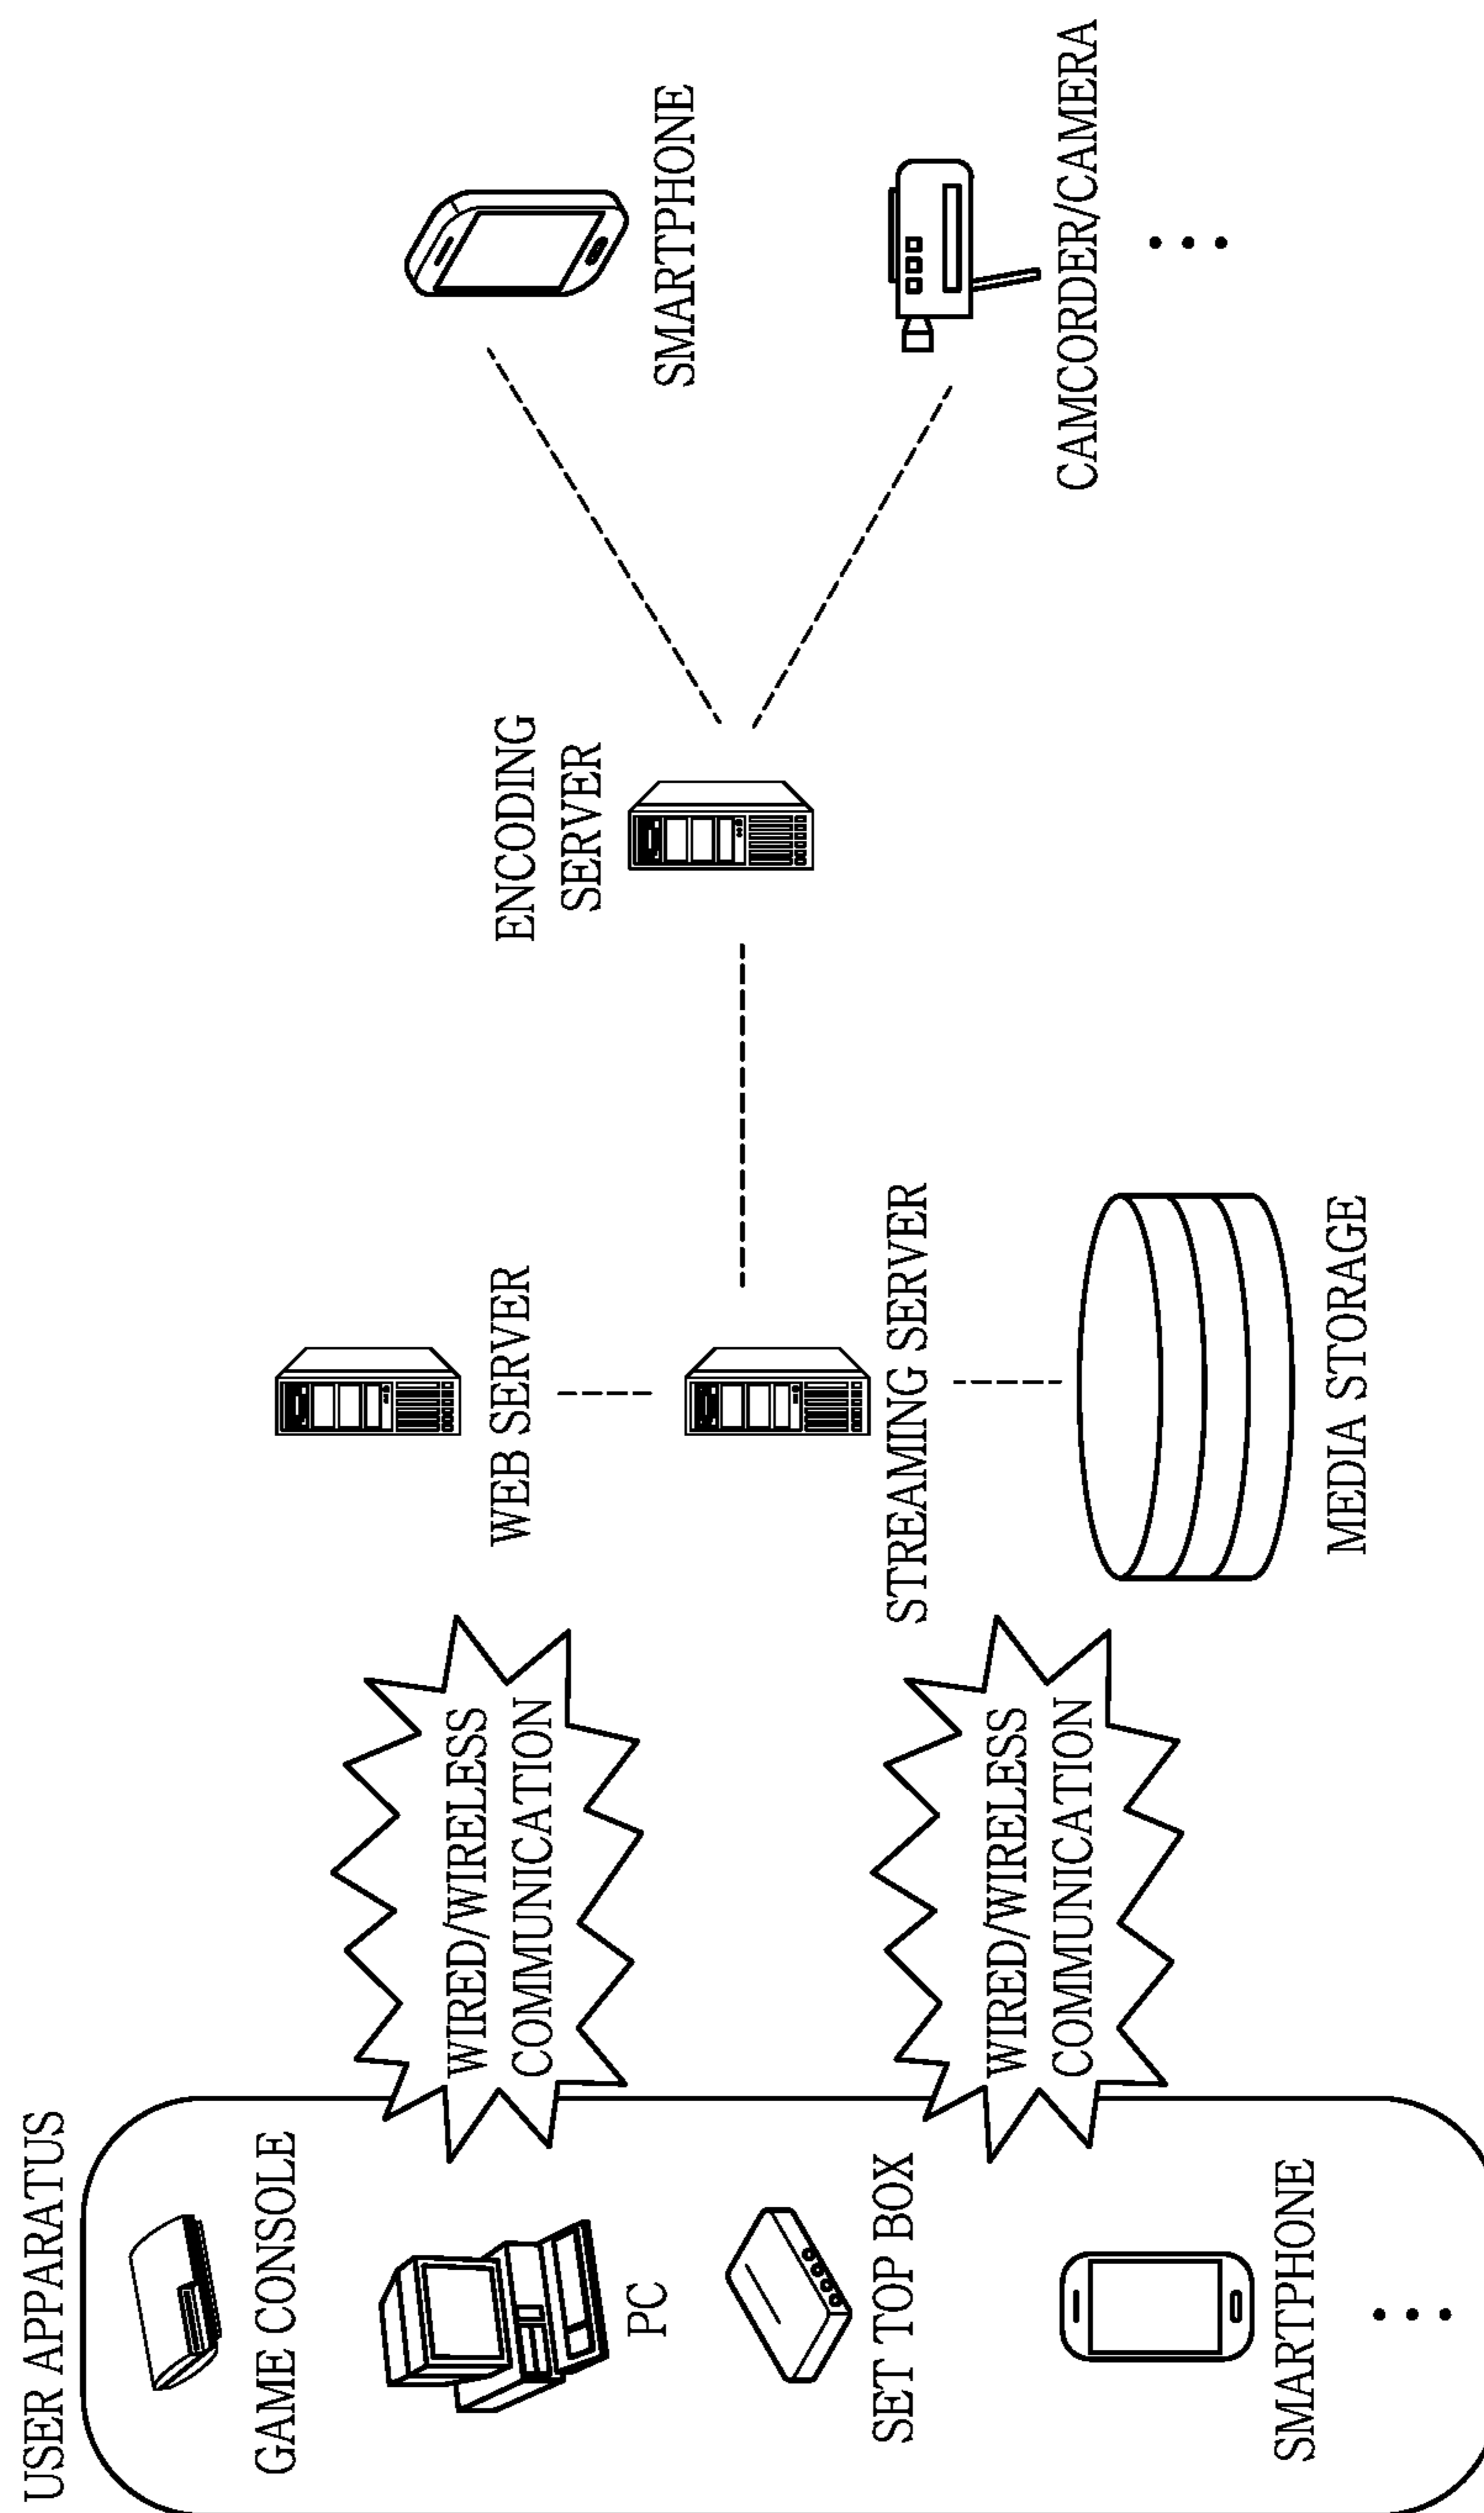 USER APPARATUS
GAME CONSOLE
PC
SET TOP BOX
SMARTPHONE
WIRED/WIRELESS
COMMUNICATION
WIRED/WIRELESS
COMMUNICATION
WEB SERVER
STREAMING SERVER
MEDIA STORAGE
ENCODING
SERVER
SMARTPHONE
CAMCORDER/CAMERA